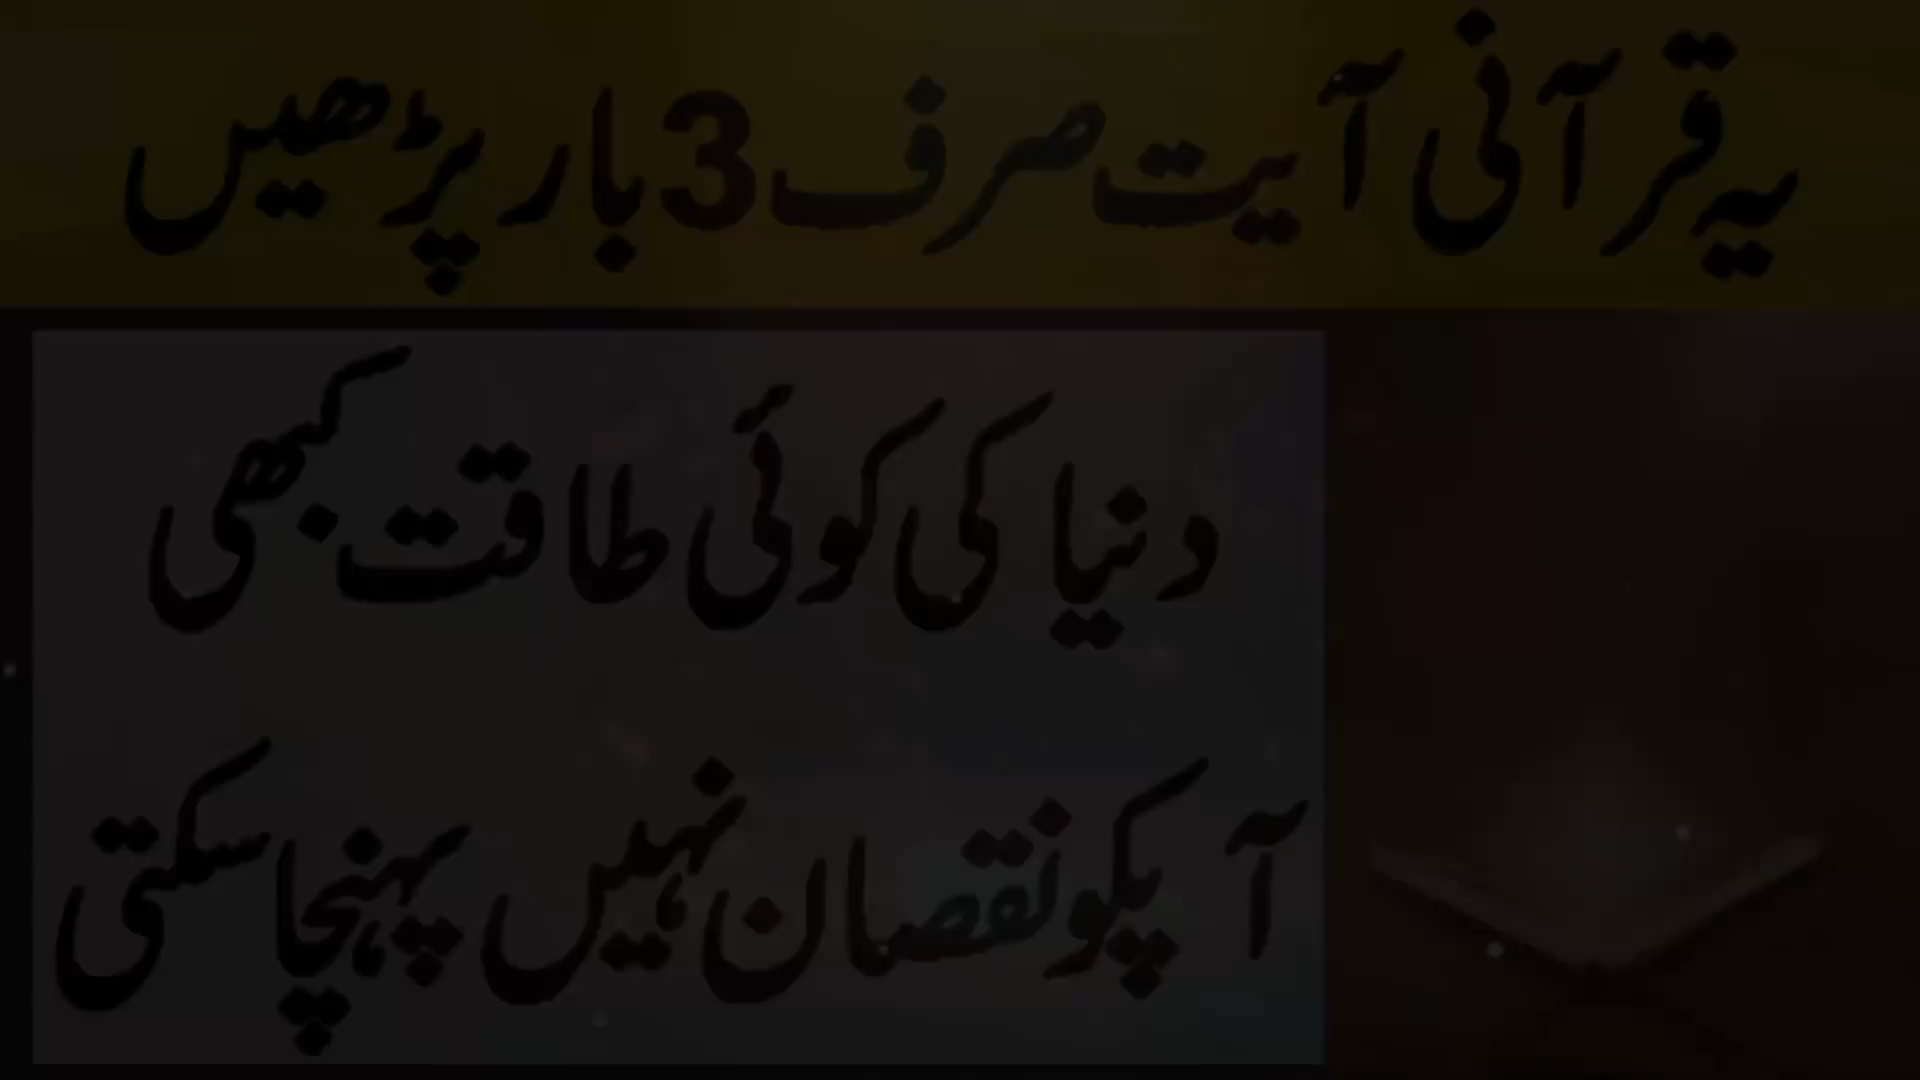 یہ قرآنی آیت صرف 3 بار پڑھیں
دنیا کی کوئی طاقت کبھی
آپکو نقصان نہیں پہنچا سکتی